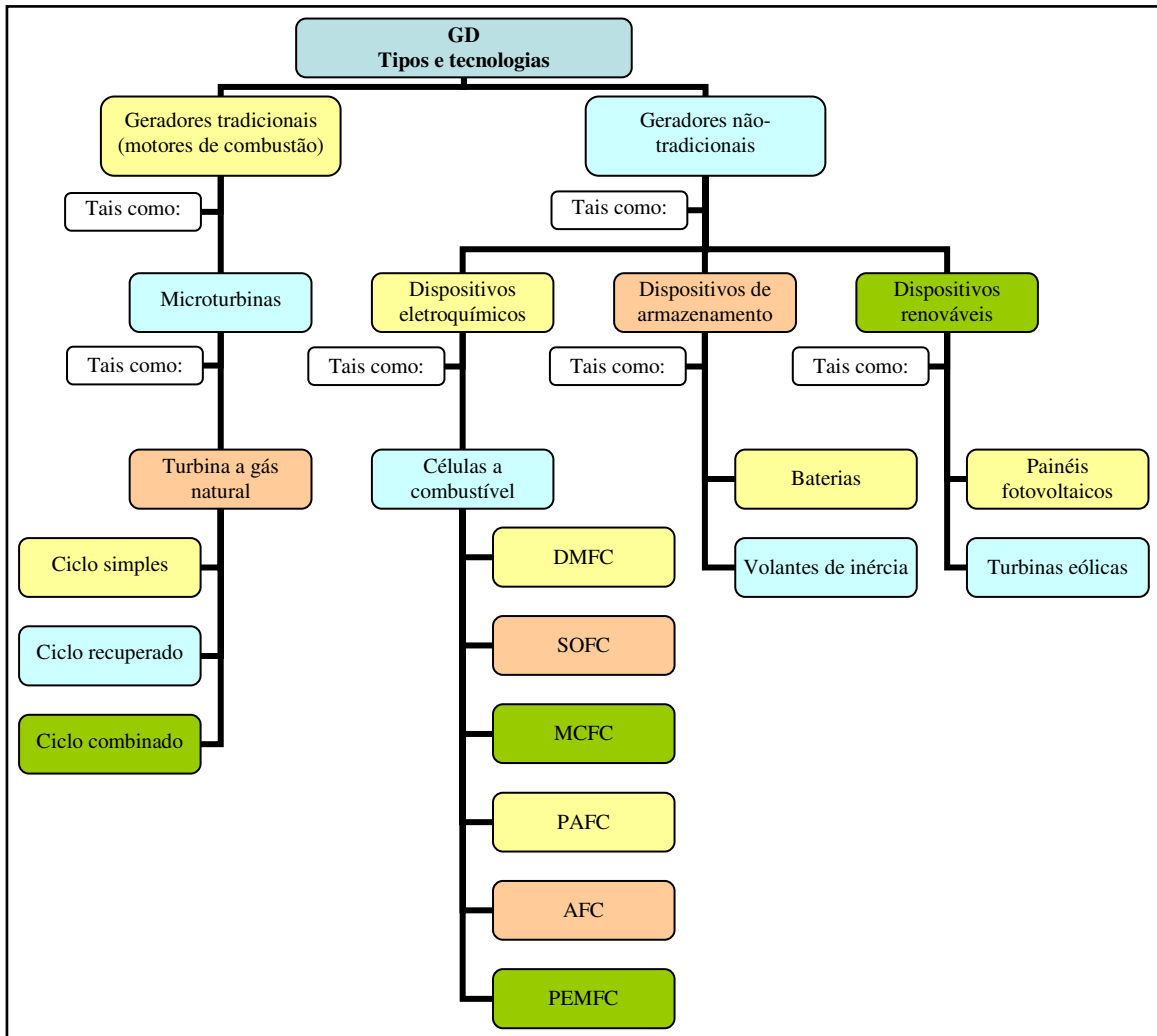 GD
Tipos e tecnologias
Geradores tradicionais
(motores de combustão)
Geradores não-
tradicionais
Tais como:
Tais como:
Microturbinas
Dispositivos
eletroquímicos
Dispositivos de
armazenamento
Dispositivos
renováveis
Tais como:
Tais como:
Tais como:
Tais como:
Turbina a gás
natural
Células a
combustível
Baterias
Painéis
fotovoltaicos
Ciclo simples
DMFC
Volantes de inércia
Turbinas eólicas
Ciclo recuperado
SOFC
Ciclo combinado
MCFC
PAFC
AFC
PEMFC